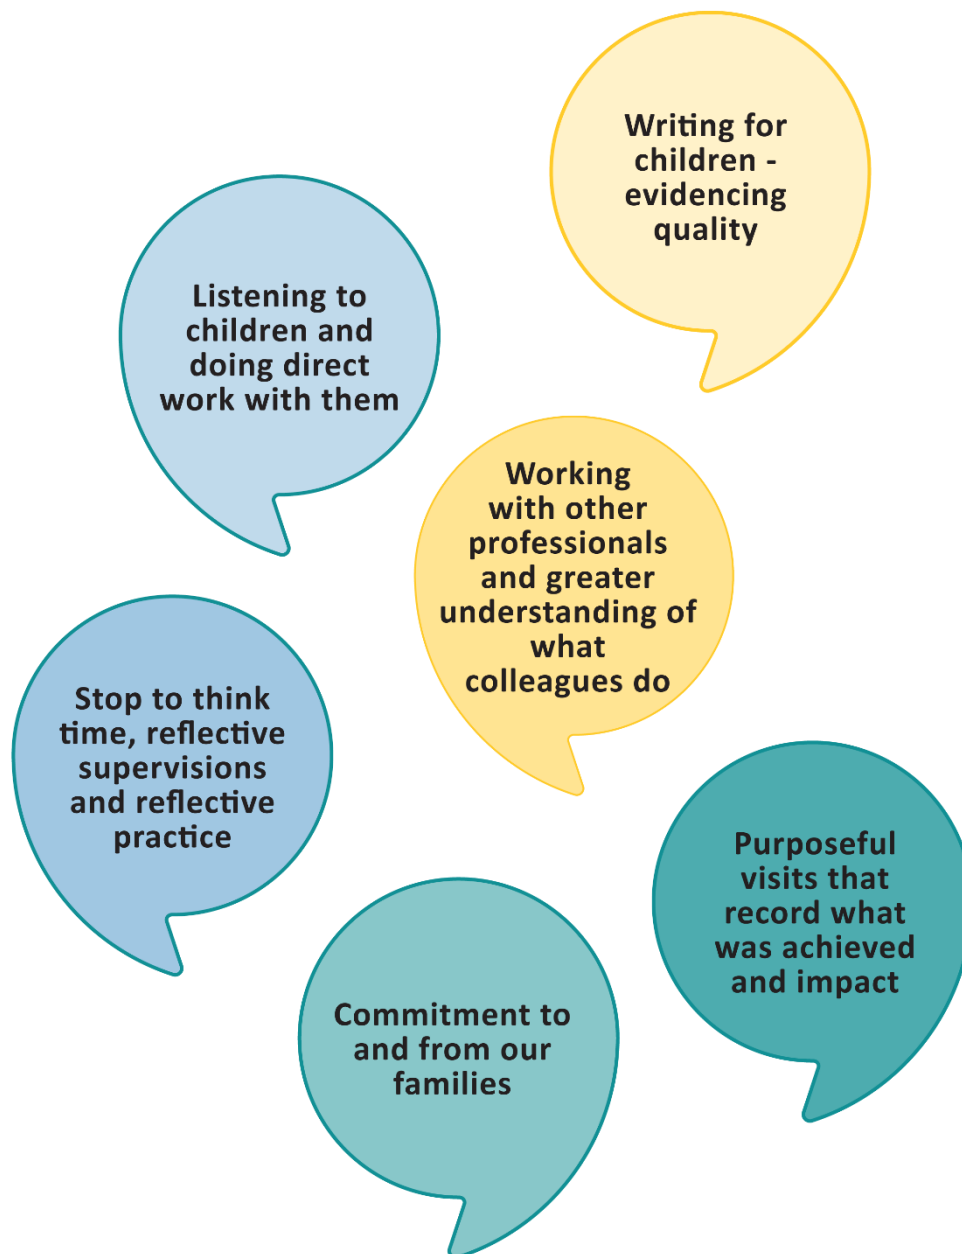 Writing for
children -
evidencing
quality
Listening to
children and
doing direct
work with them
Working
with other
professionals
and greater
understanding of
what
colleagues do
Stop to think
time, reflective
supervisions
and reflective
practice
Purposeful
visits that
record what
was achieved
and impact
Commitment to
and from our
families